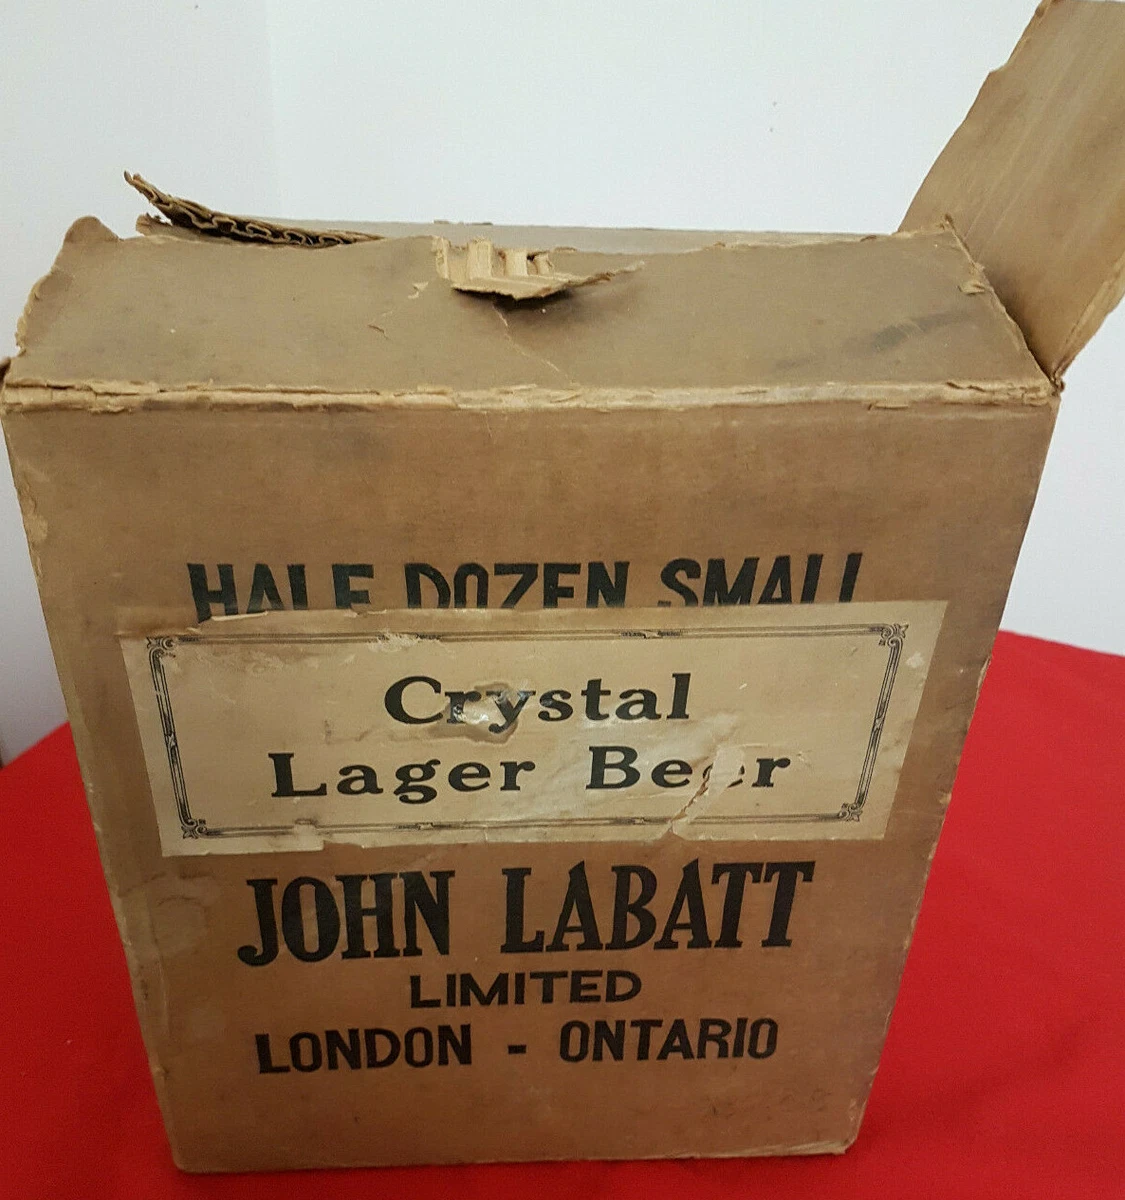 HALF DOZEN SMALL
Crystal
Lager Beer
JOHN LABATT
LIMITED
LONDON - ONTARIO